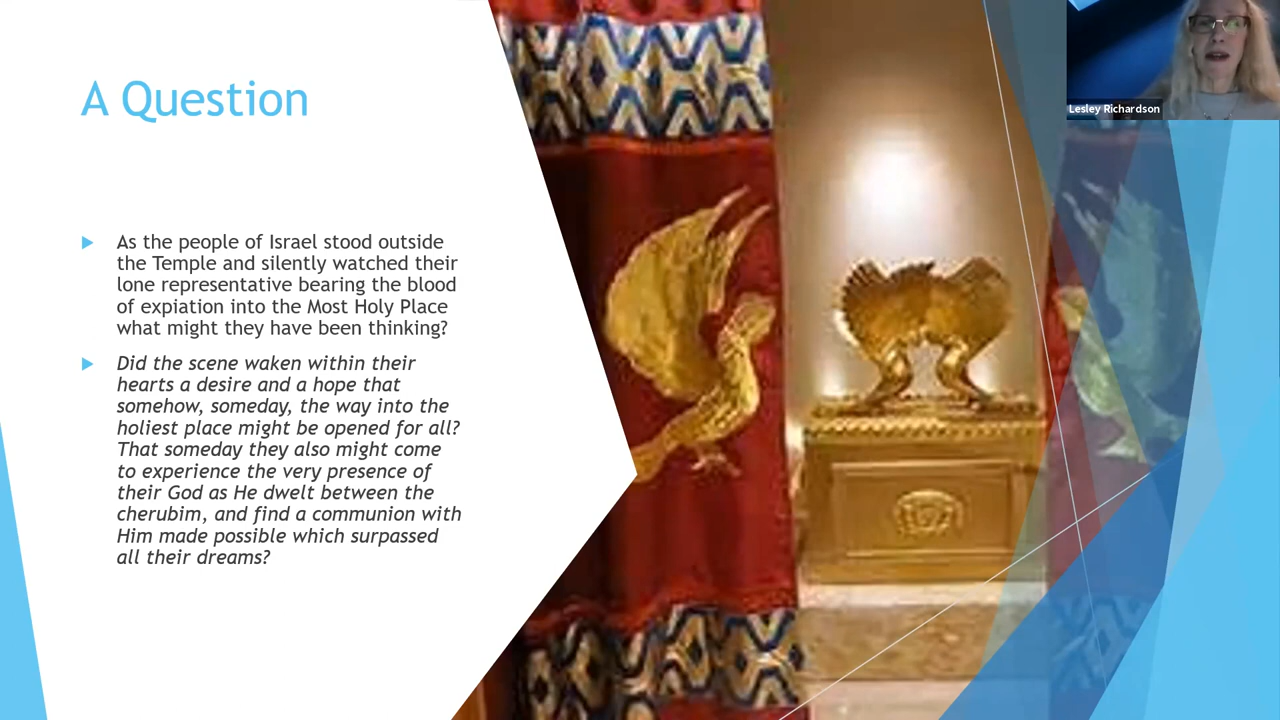 A Question
As the people of Israel stood outside
the Temple and silently watched their
lone representative bearing the blood
of expiation into the Most Holy Place
what might they have been thinking?
Did the scene waken within their
hearts a desire and a hope that
somehow, someday, the way into the
holiest place might be opened for all?
That someday they also might come
to experience the very presence of
their God as He dwelt between the
cherubim, and find a communion with
Him made possible which surpassed
all their dreams?
Lesley Richardson